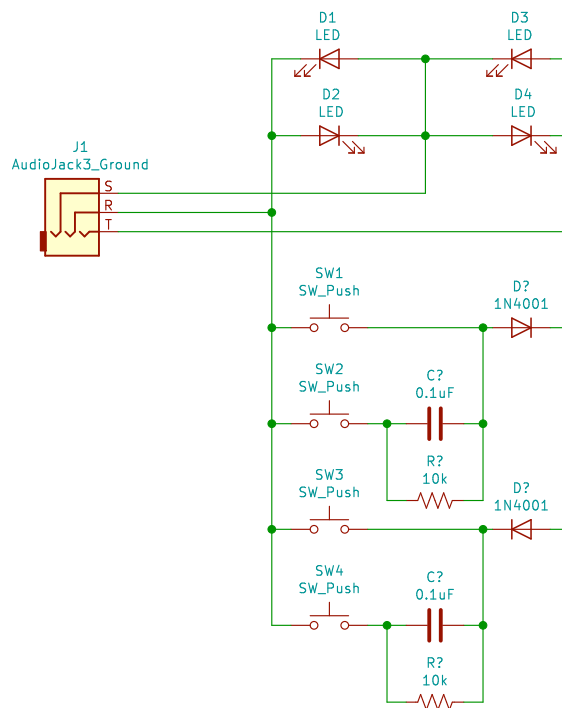 D1
LED
D3
LED
D2
LED
D4
LED
J1
AudioJack3_Ground
S
R
T
SW1
SW_Push
D?
1N4001
SW2
SW_Push
C?
0.1uF
R?
10k
SW3
SW_Push
D?
1N4001
SW4
SW_Push
C?
0.1uF
R?
10k